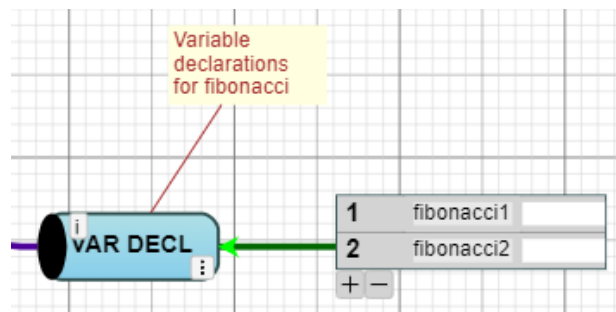 Variable
declarations
for fibonacci
i
VAR DECL
1 fibonacci1
2 fibonacci2
+ −